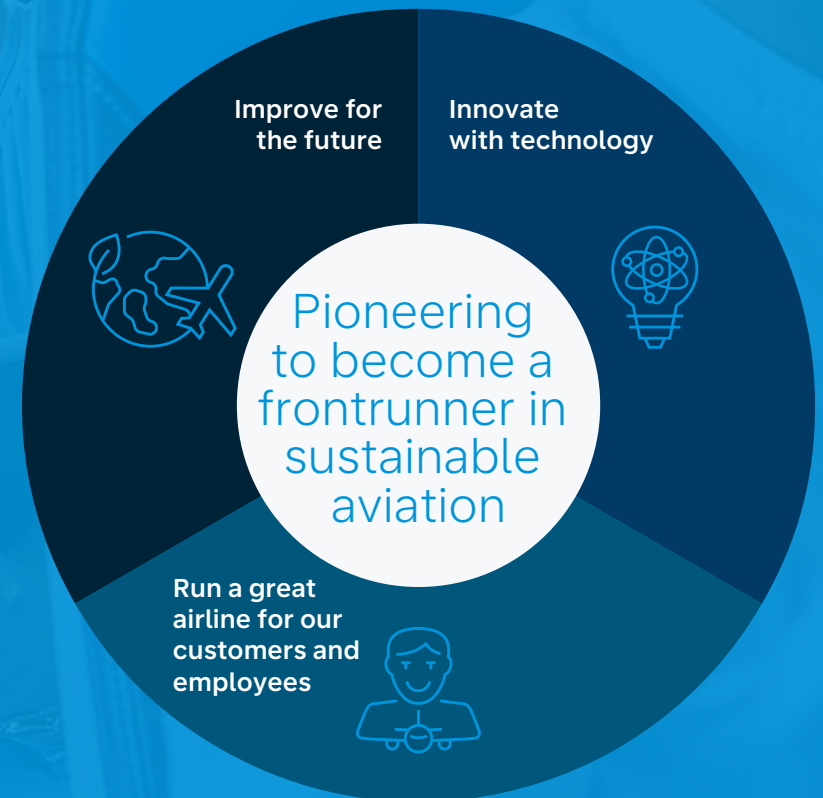 Improve for
the future
Innovate
with technology
Pioneering
to become a
frontrunner in
sustainable
aviation
Run a great
airline for our
customers and
employees